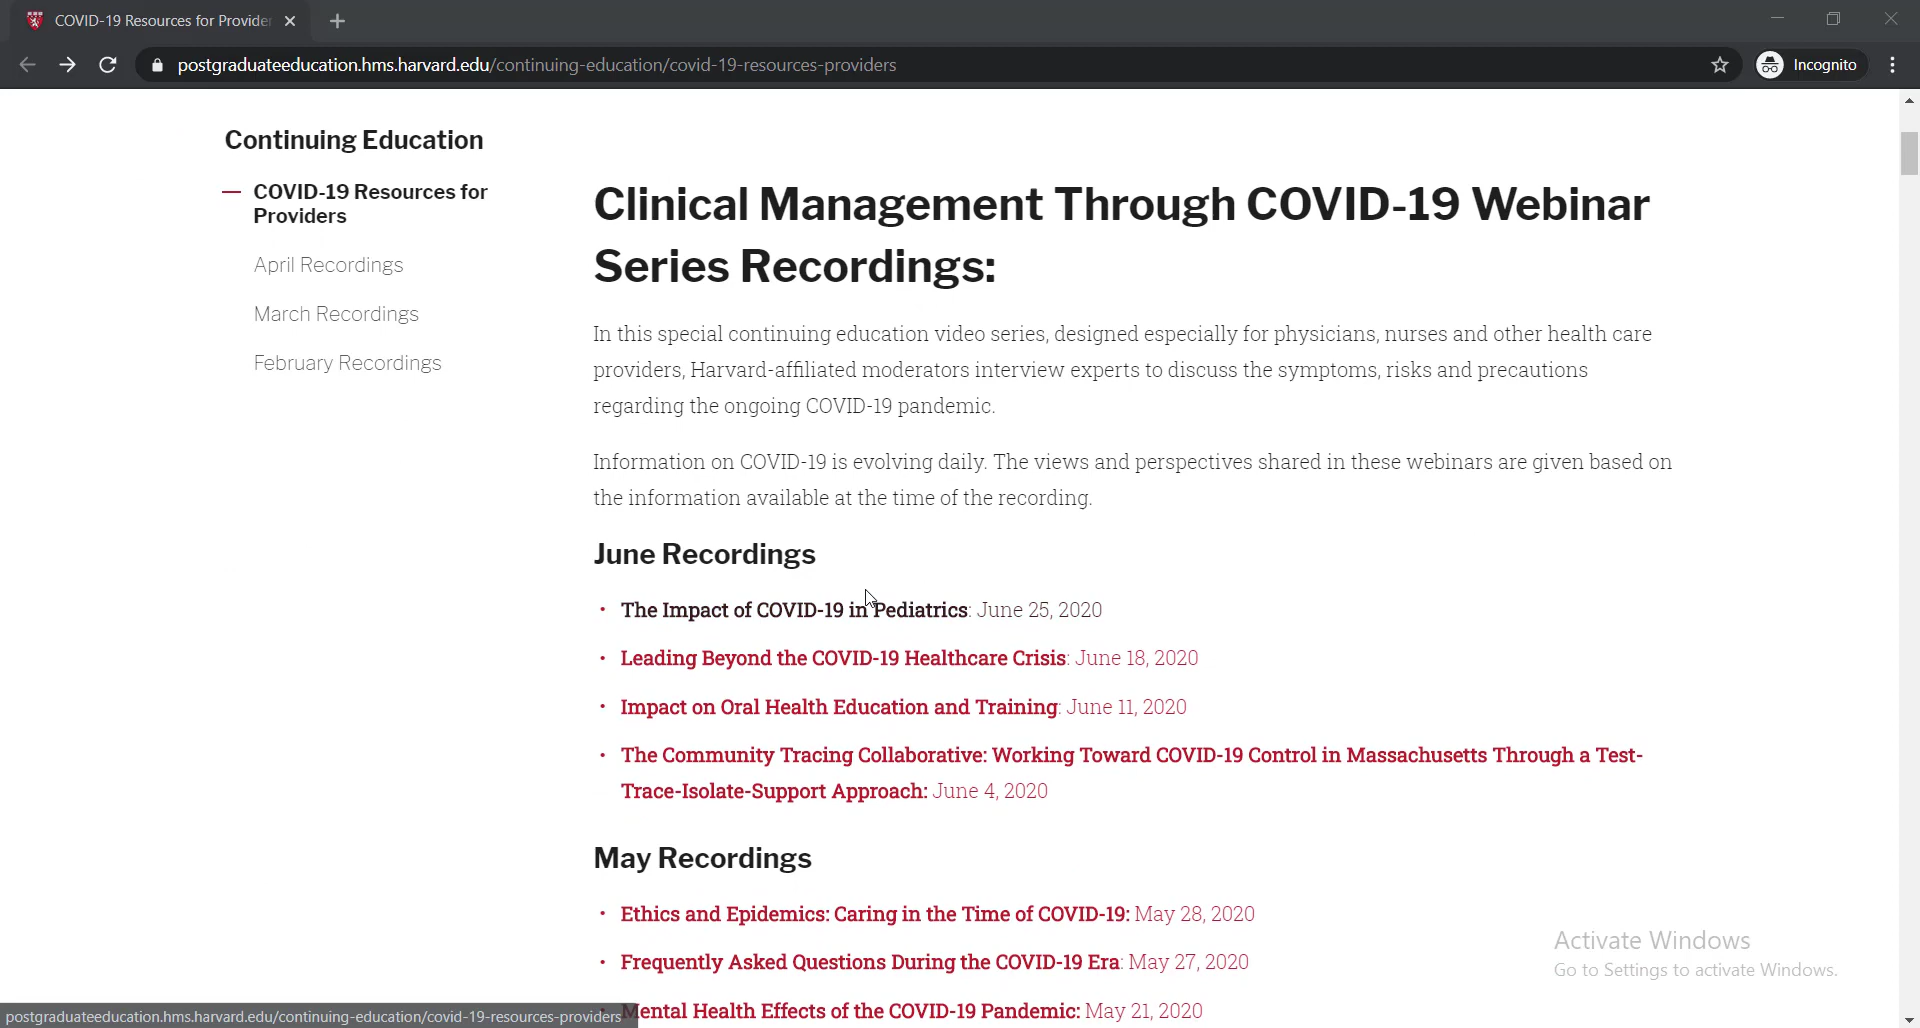 COVID-19 Resources for Provider
postgraduateeducation.hms.harvard.edu/continuing-education/covid-19-resources-providers
Incognito
Continuing Education
COVID-19 Resources for
Providers
April Recordings
March Recordings
February Recordings
Clinical Management Through COVID-19 Webinar
Series Recordings:
In this special continuing education video series, designed especially for physicians, nurses and other health care
providers, Harvard-affiliated moderators interview experts to discuss the symptoms, risks and precautions
regarding the ongoing COVID-19 pandemic.
Information on COVID-19 is evolving daily. The views and perspectives shared in these webinars are given based on
the information available at the time of the recording.
June Recordings
• The Impact of COVID-19 in Pediatrics: June 25, 2020
• Leading Beyond the COVID-19 Healthcare Crisis: June 18, 2020
• Impact on Oral Health Education and Training: June 11, 2020
• The Community Tracing Collaborative: Working Toward COVID-19 Control in Massachusetts Through a Test-
Trace-Isolate-Support Approach: June 4, 2020
May Recordings
• Ethics and Epidemics: Caring in the Time of COVID-19: May 28, 2020
• Frequently Asked Questions During the COVID-19 Era: May 27, 2020
Mental Health Effects of the COVID-19 Pandemic: May 21, 2020
Activate Windows
Go to Settings to activate Windows.
postgraduateeducation.hms.harvard.edu/continuing-education/covid-19-resources-providers